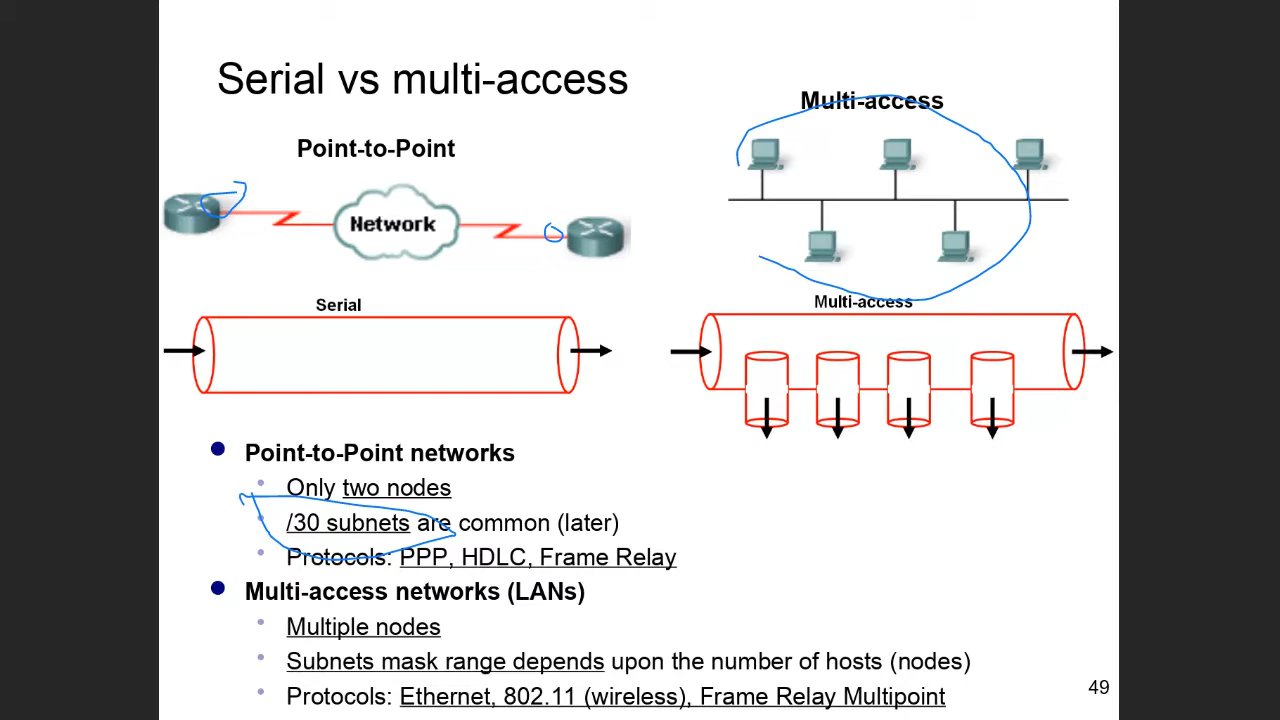 Serial vs multi-access
Point-to-Point
Multi-access
Network
Serial
Multi-access
Point-to-Point networks
Only two nodes
/30 subnets are common (later)
Protocols: PPP, HDLC, Frame Relay
Multi-access networks (LANs)
Multiple nodes
Subnets mask range depends upon the number of hosts (nodes)
Protocols: Ethernet, 802.11 (wireless), Frame Relay Multipoint
49